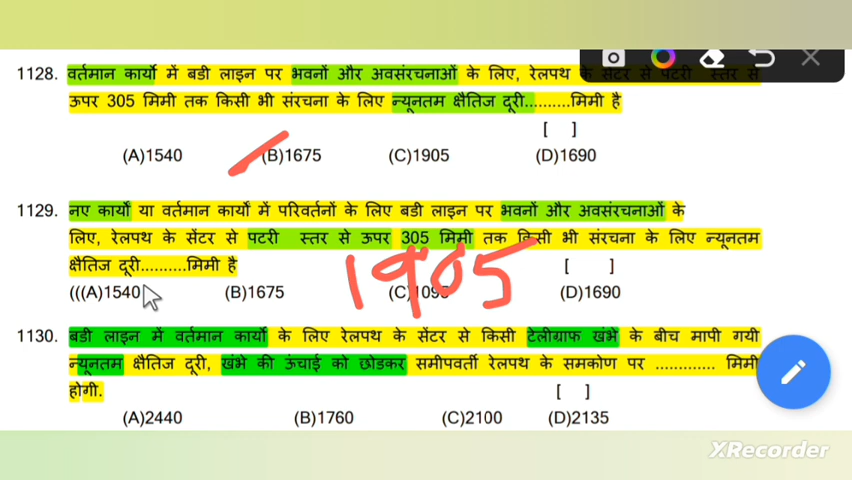 1128. वर्तमान कार्यो में बडी लाइन पर भवनों और अवसंरचनाओं के लिए, रेलपथ के सेंटर से पटरी स्तर से
ऊपर 305 मिमी तक किसी भी संरचना के लिए न्यूनतम क्षैतिज दूरी..........मिमी है
[ ]
(A)1540 (B)1675 (C)1905 (D)1690
1129. नए कार्यो या वर्तमान कार्यो में परिवर्तनों के लिए बडी लाइन पर भवनों और अवसंरचनाओं के
लिए, रेलपथ के सेंटर से पटरी स्तर से ऊपर 305 मिमी तक किसी भी संरचना के लिए न्यूनतम
क्षैतिज दूरी..........मिमी है [ ]
1905
(((A)1540 (B)1675 (C)1095 (D)1690
1130. बडी लाइन में वर्तमान कार्यो के लिए रेलपथ के सेंटर से किसी टेलीग्राफ खंभे के बीच मापी गयी
न्यूनतम क्षैतिज दूरी, खंभे की ऊंचाई को छोडकर समीपवर्ती रेलपथ के समकोण पर ............. मिमी
होगी. [ ]
(A)2440 (B)1760 (C)2100 (D)2135
XRecorder